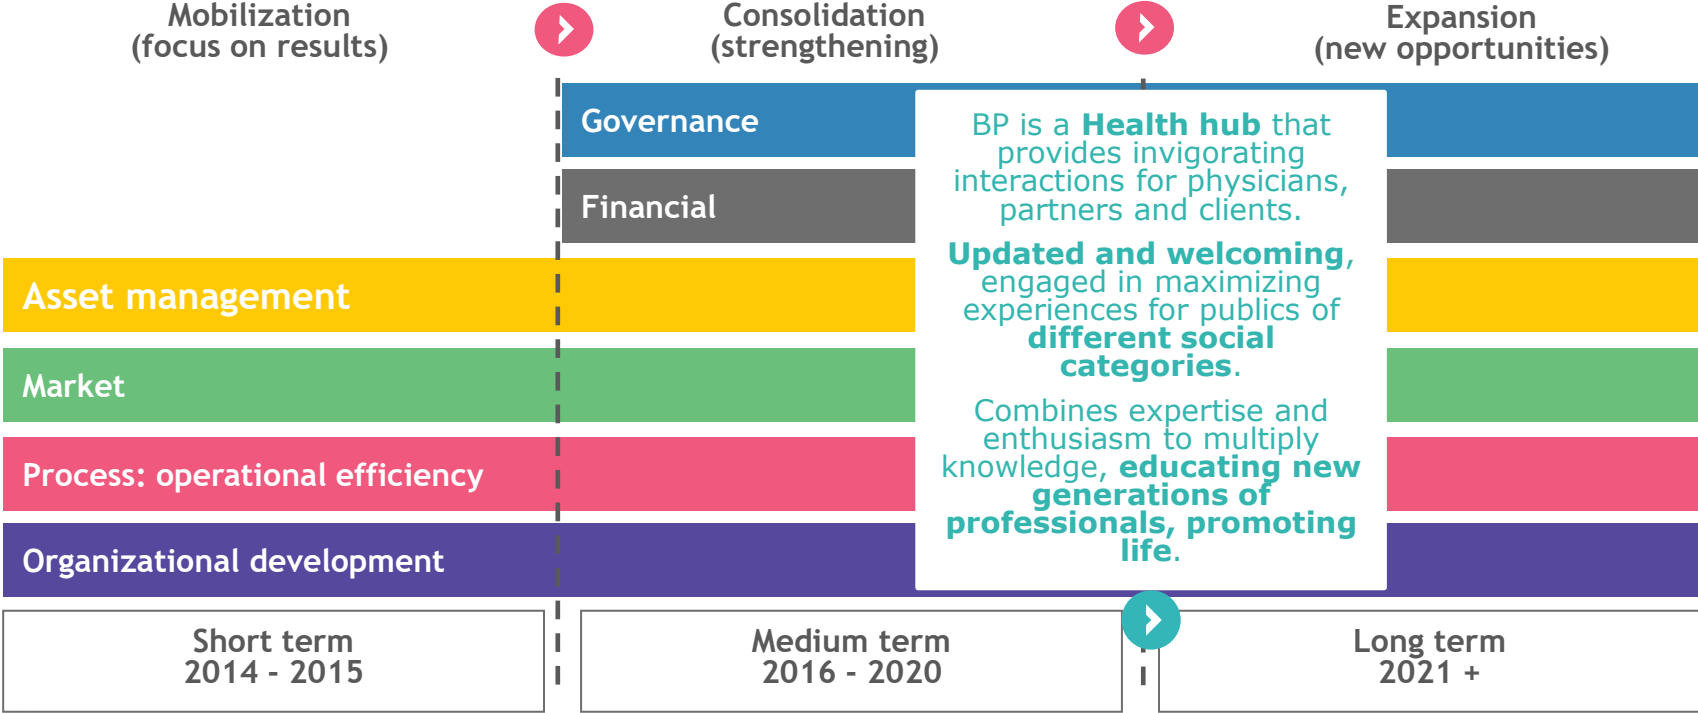 Mobilization
(focus on results)
Consolidation
(strengthening)
Expansion
(new opportunities)
Governance
Financial
Asset management
Market
Process: operational efficiency
Organizational development
BP is a Health hub that
provides invigorating
interactions for physicians,
partners and clients.
Updated and welcoming,
engaged in maximizing
experiences for publics of
different social
categories.
Combines expertise and
enthusiasm to multiply
knowledge, educating new
generations of
professionals, promoting
life.
Short term
2014 - 2015
Medium term
2016 - 2020
Long term
2021 +